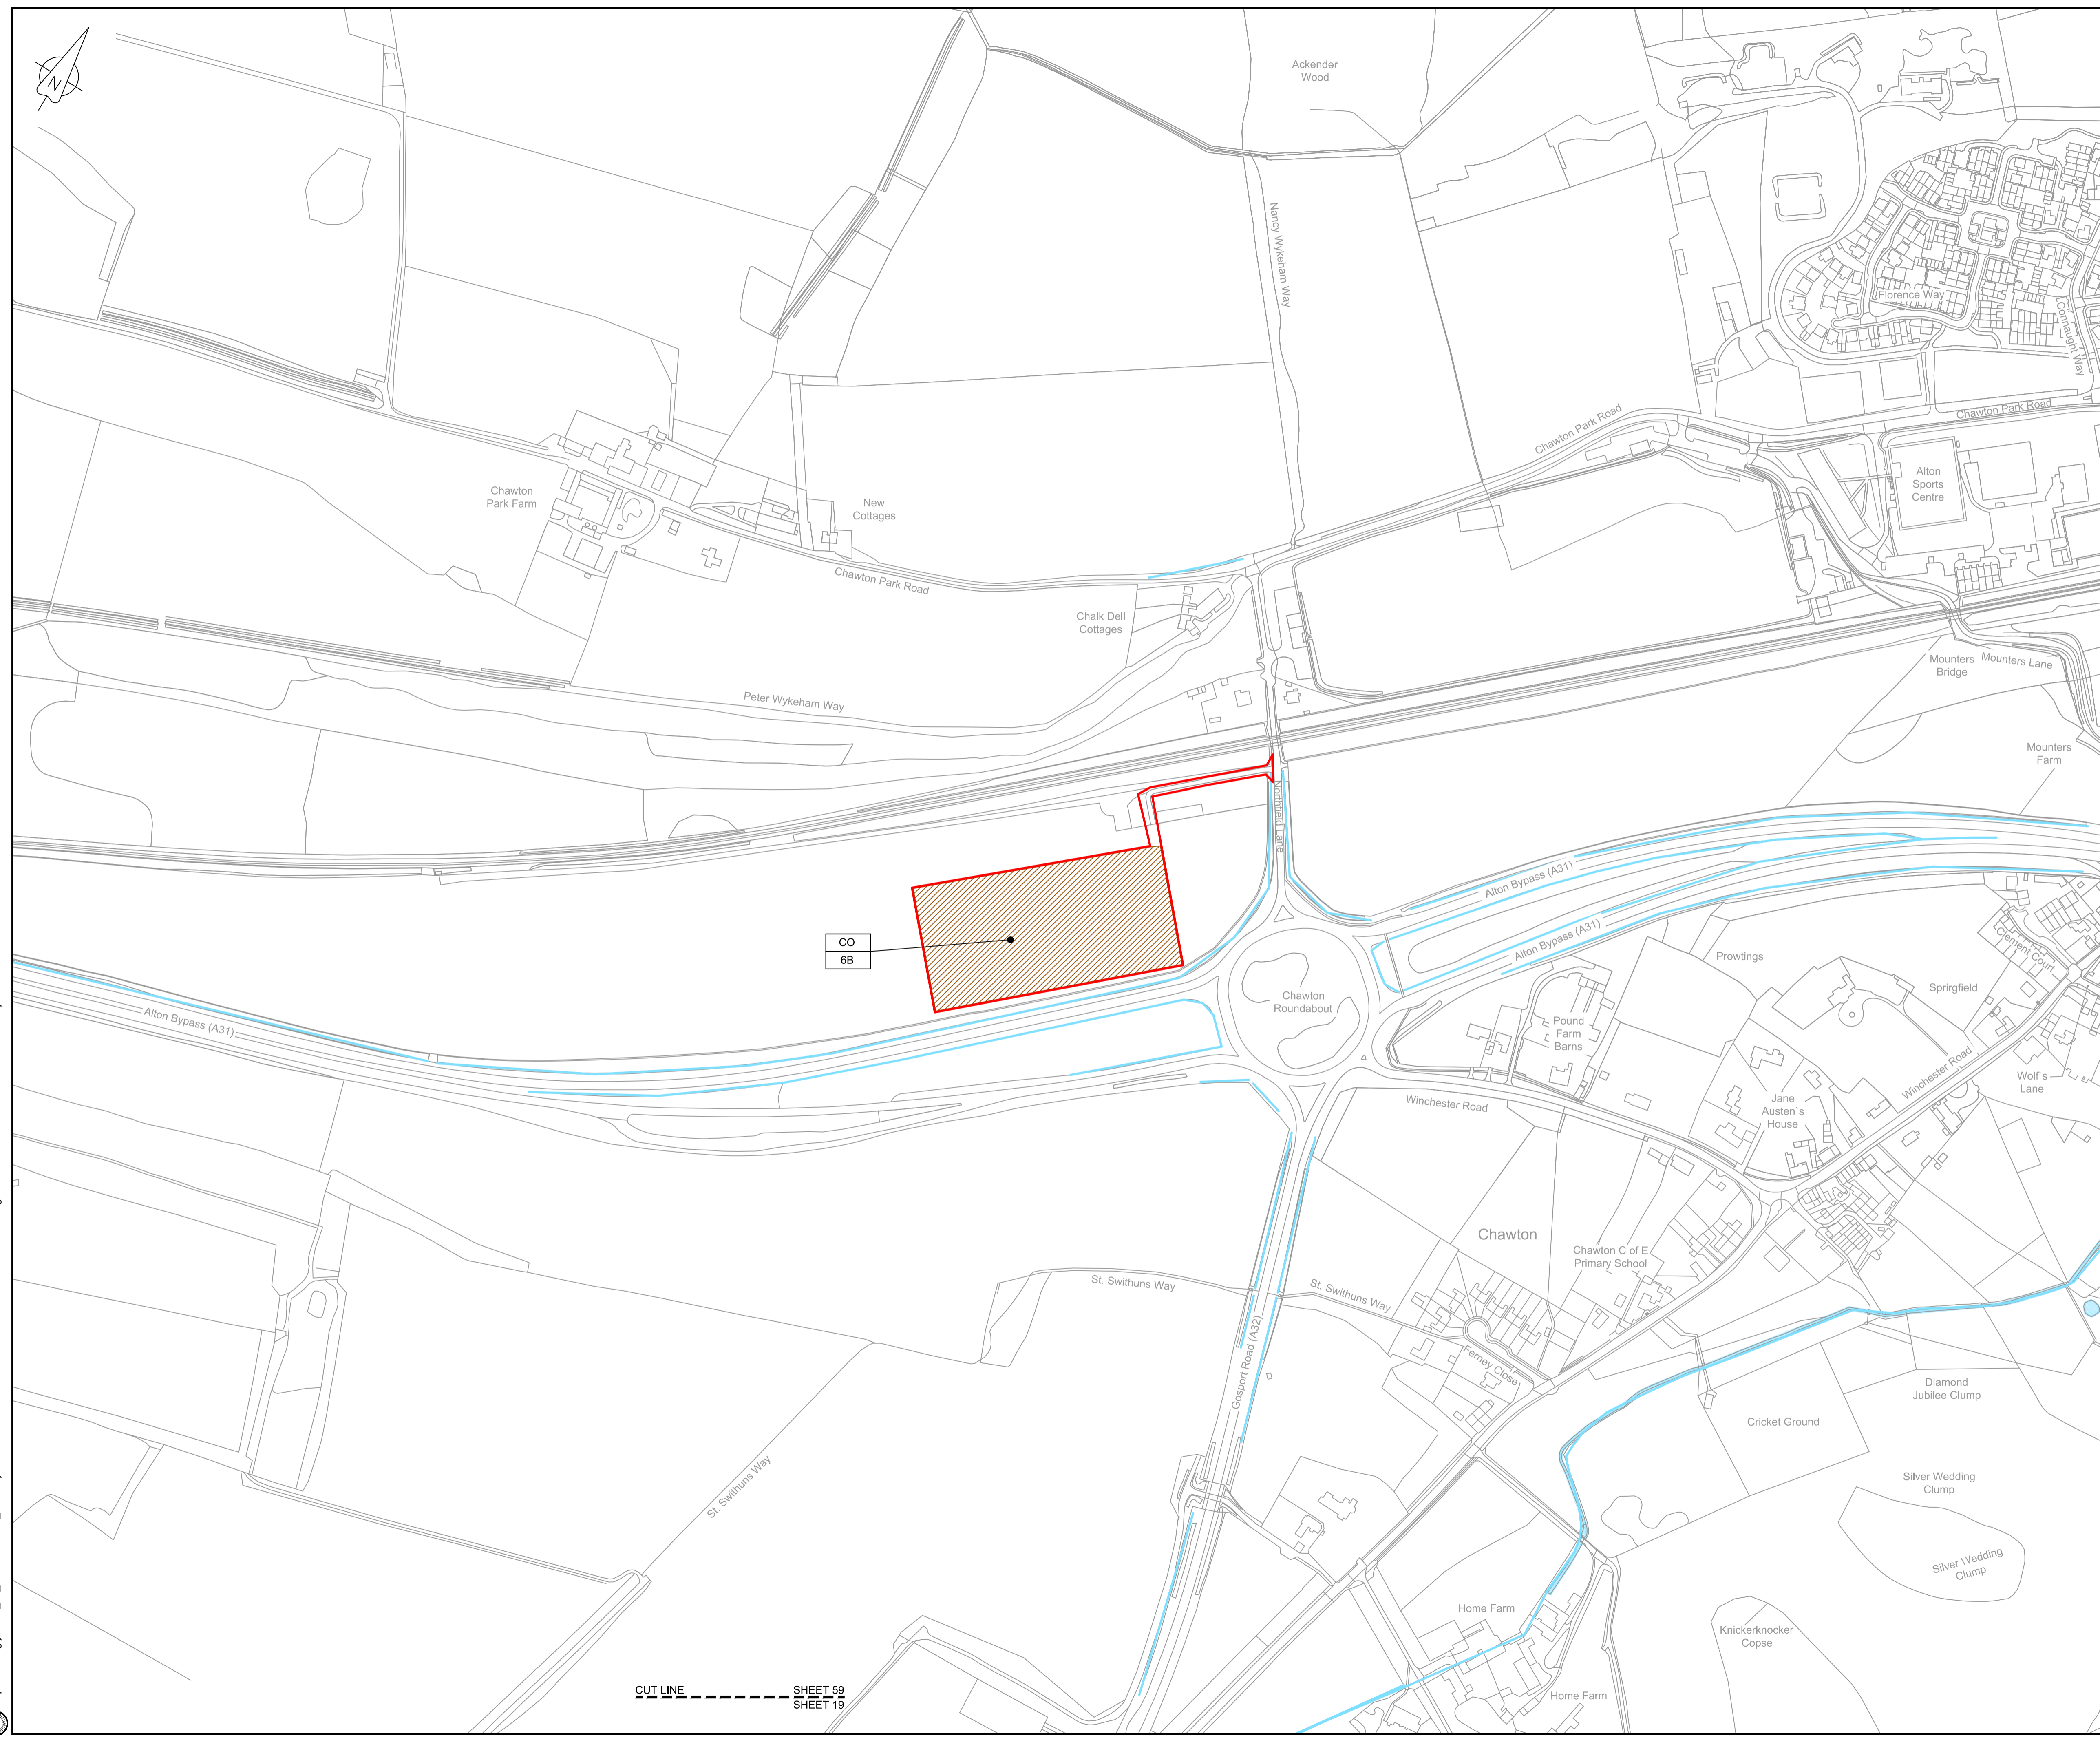 N
Ackender
Wood
Nancy Wykeham Way
Florence Way
Connaught Way
Chawton Park Road
Chawton Park Road
Alton
Sports
Centre
Chawton
Park Farm
New
Cottages
Chawton Park Road
Chalk Dell
Cottages
Mounters
Bridge
Mounters Lane
Peter Wykeham Way
Mounters
Farm
Northfield Lane
Alton Bypass (A31)
Alton Bypass (A31)
CO
6B
Prowtings
Clement Court
Sprirgfield
Chawton
Roundabout
Alton Bypass (A31)
Pound
Farm
Barns
Winchester Road
Wolf`s
Lane
Winchester Road
Jane
Austen`s
House
Chawton
Chawton C of E
Primary School
St. Swithuns Way
St. Swithuns Way
Gosport Road (A32)
Ferney Close
Diamond
Jubilee Clump
Cricket Ground
St. Swithuns Way
Silver Wedding
Clump
Silver Wedding
Clump
Home Farm
Knickerknocker
Copse
Home Farm
CUT LINE SHEET 59
SHEET 19